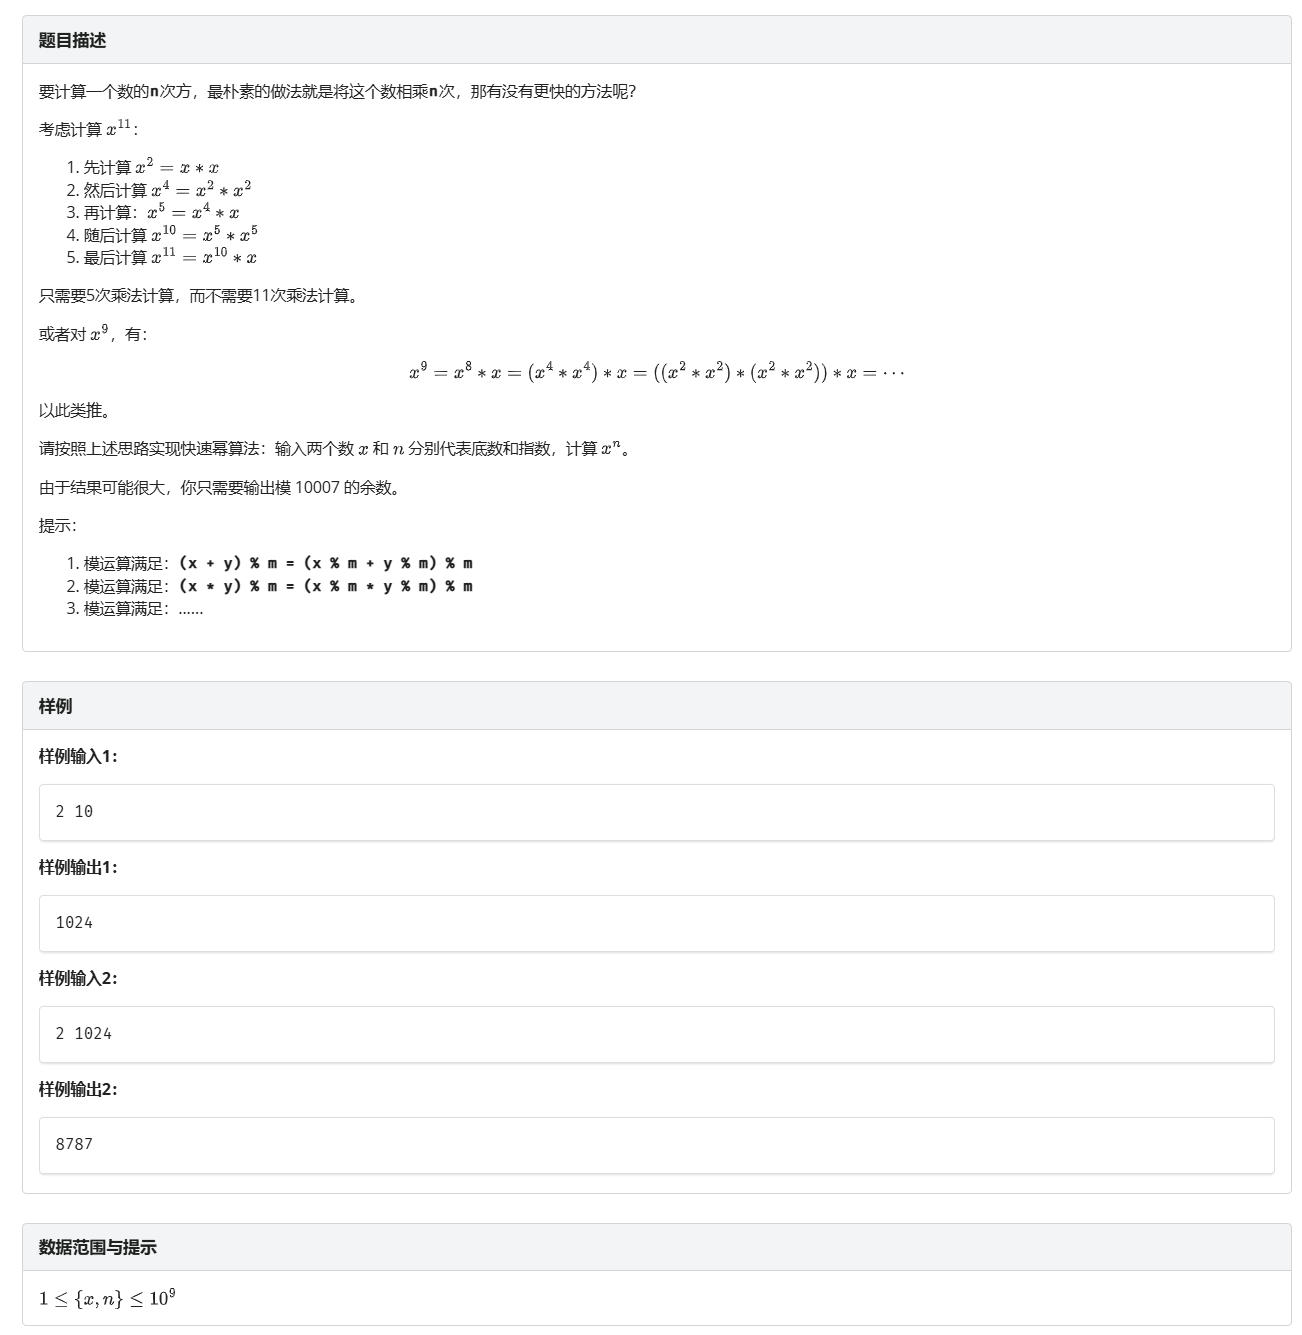 题目描述
要计算一个数的n次方，最朴素的做法就是将这个数相乘n次，那有没有更快的方法呢？
考虑计算 x^11：
1. 先计算 x^2 = x * x
2. 然后计算 x^4 = x^2 * x^2
3. 再计算：x^5 = x^4 * x
4. 随后计算 x^10 = x^5 * x^5
5. 最后计算 x^11 = x^10 * x
只需要5次乘法计算，而不需要11次乘法计算。
或者对 x^9，有：
x^9 = x^8 * x = (x^4 * x^4) * x = ((x^2 * x^2) * (x^2 * x^2)) * x = ⋯
以此类推。
请按照上述思路实现快速幂算法：输入两个数 x 和 n 分别代表底数和指数，计算 x^n。
由于结果可能很大，你只需要输出模 10007 的余数。
提示：
1. 模运算满足：(x + y) % m = (x % m + y % m) % m
2. 模运算满足：(x * y) % m = (x % m * y % m) % m
3. 模运算满足：......
样例
样例输入1：
2 10
样例输出1：
1024
样例输入2：
2 1024
样例输出2：
8787
数据范围与提示
1 ≤ {x, n} ≤ 10^9